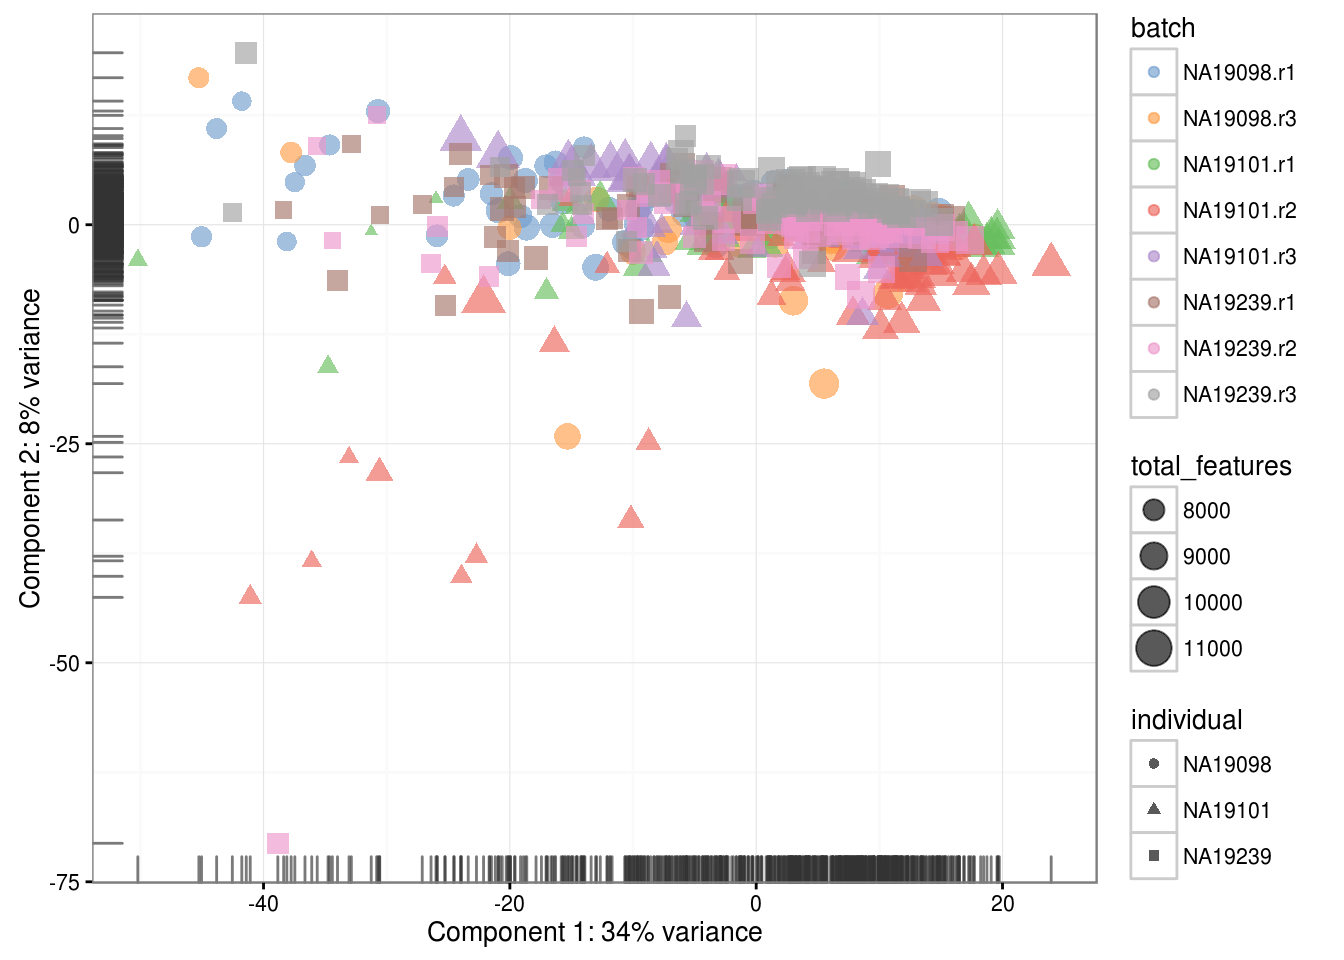 0
-25
-50
-75
-40
-20
0
20
Component 1: 34% variance
Component 2: 8% variance
batch
NA19098.r1
NA19098.r3
NA19101.r1
NA19101.r2
NA19101.r3
NA19239.r1
NA19239.r2
NA19239.r3
total_features
8000
9000
10000
11000
individual
NA19098
NA19101
NA19239